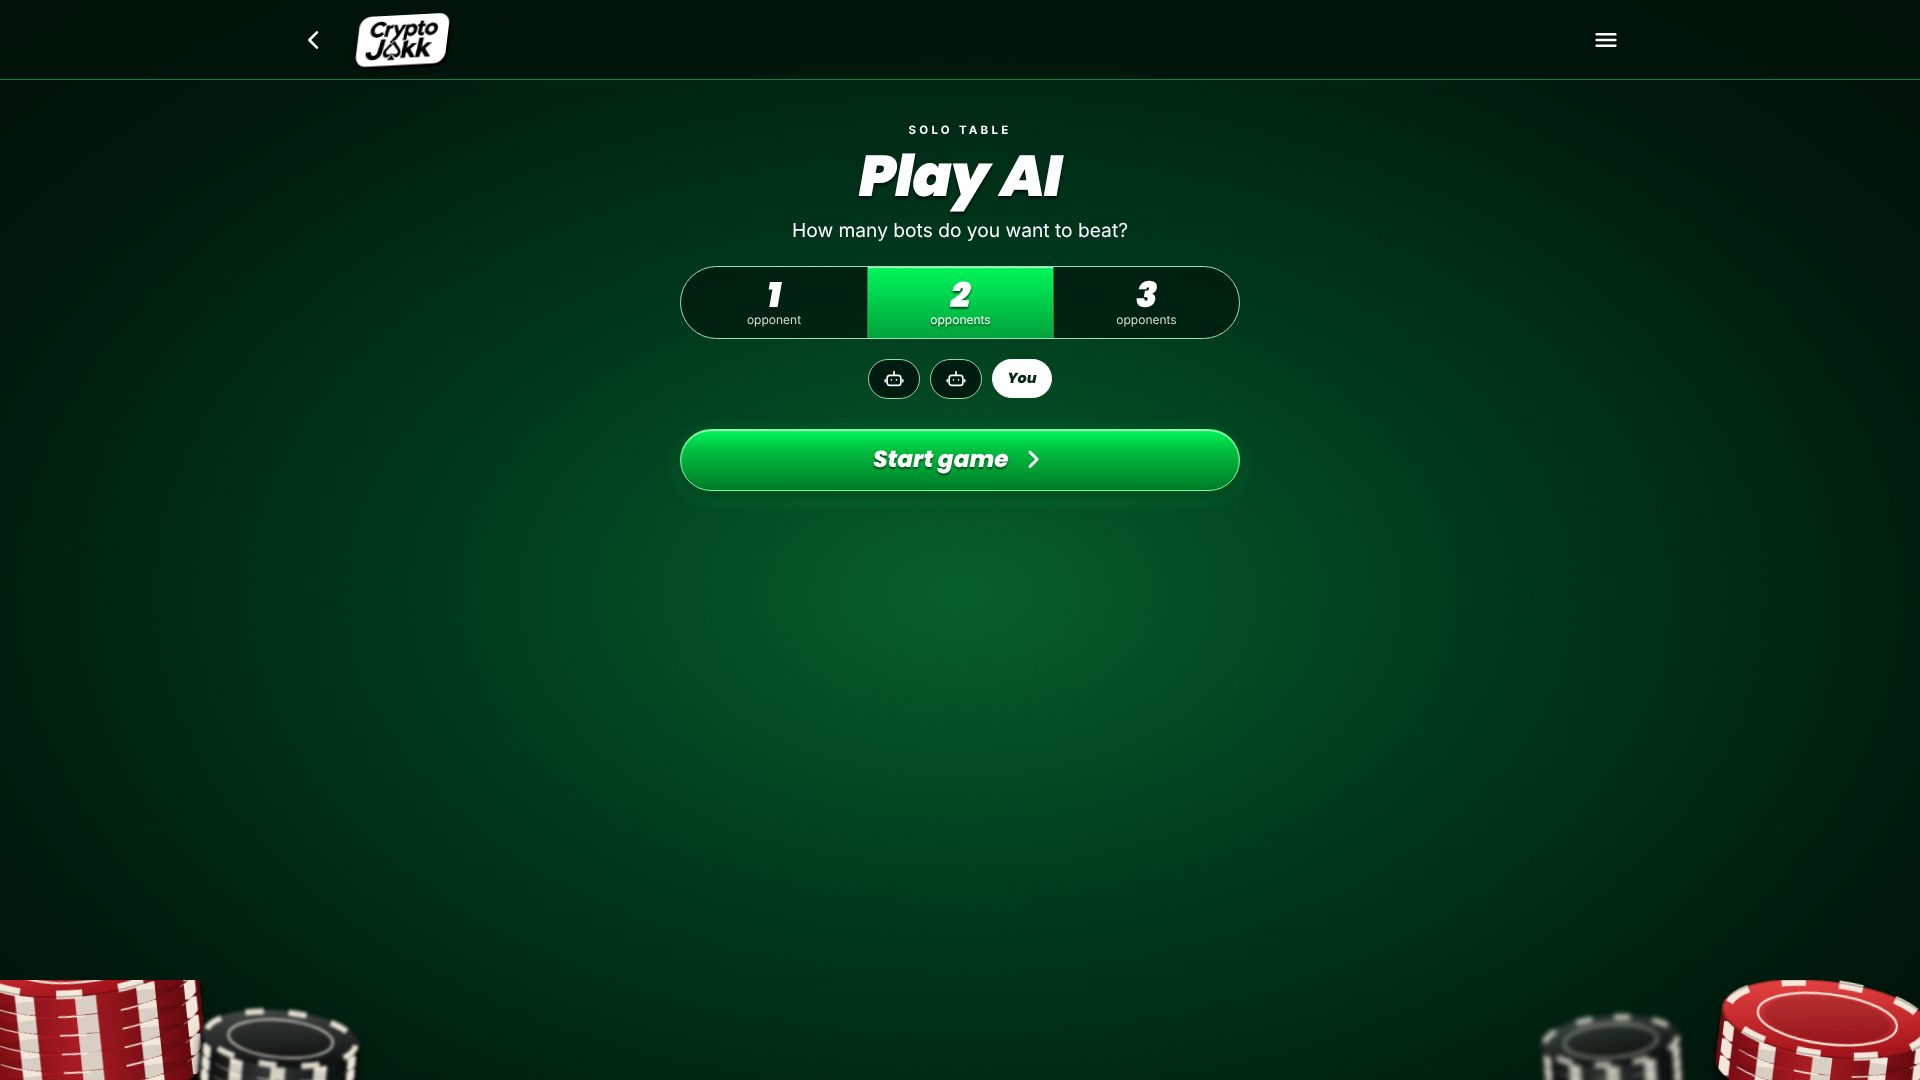 Crypto
Jokk
SOLO TABLE
Play AI
How many bots do you want to beat?
1
opponent
2
opponents
3
opponents
You
Start game